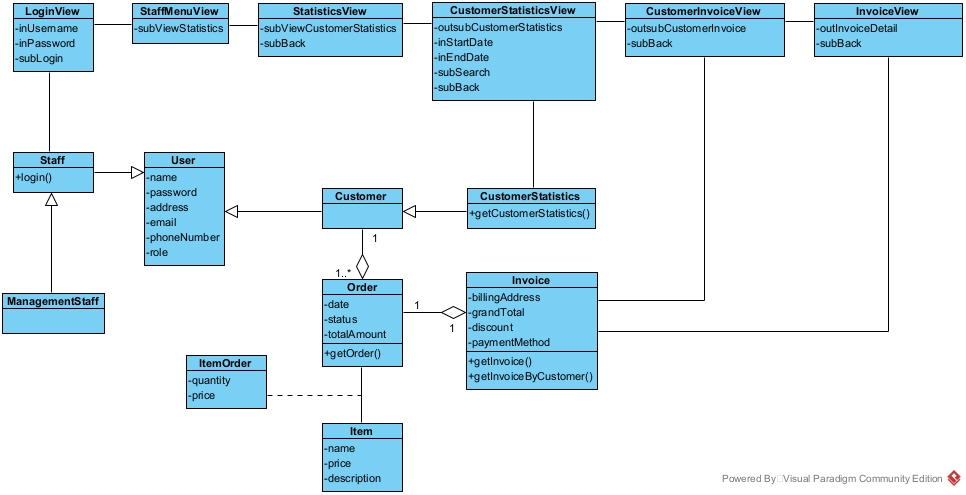 LoginView
-inUsername
-inPassword
-subLogin
StaffMenuView
-subViewStatistics
StatisticsView
-subViewCustomerStatistics
-subBack
CustomerStatisticsView
-outsubCustomerStatistics
-inStartDate
-inEndDate
-subSearch
-subBack
CustomerInvoiceView
-outsubCustomerInvoice
-subBack
InvoiceView
-outInvoiceDetail
-subBack
Staff
+login()
User
-name
-password
-address
-email
-phoneNumber
-role
Customer
CustomerStatistics
+getCustomerStatistics()
1
1..*
ManagementStaff
Order
-date
-status
-totalAmount
+getOrder()
1
1
Invoice
-billingAddress
-grandTotal
-discount
-paymentMethod
+getInvoice()
+getInvoiceByCustomer()
ItemOrder
-quantity
-price
Item
-name
-price
-description
Powered By Visual Paradigm Community Edition